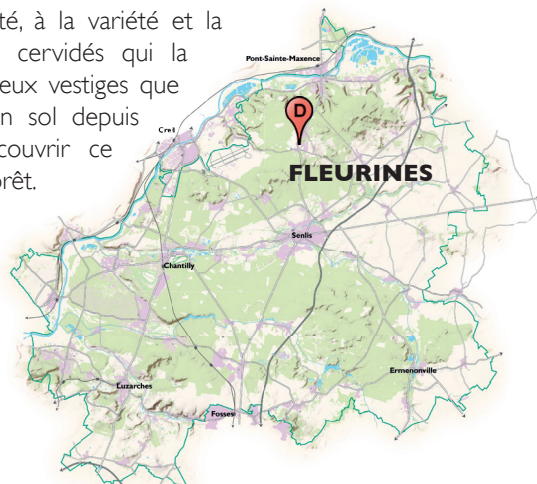 té, à la variété et la
cervidés qui la
eux vestiges que
n sol depuis
couvrir ce
orêt.
Pont-Sainte-Maxence
D
Creil
FLEURINES
Senlis
Chantilly
Ermenonville
Luzarches
Fosses